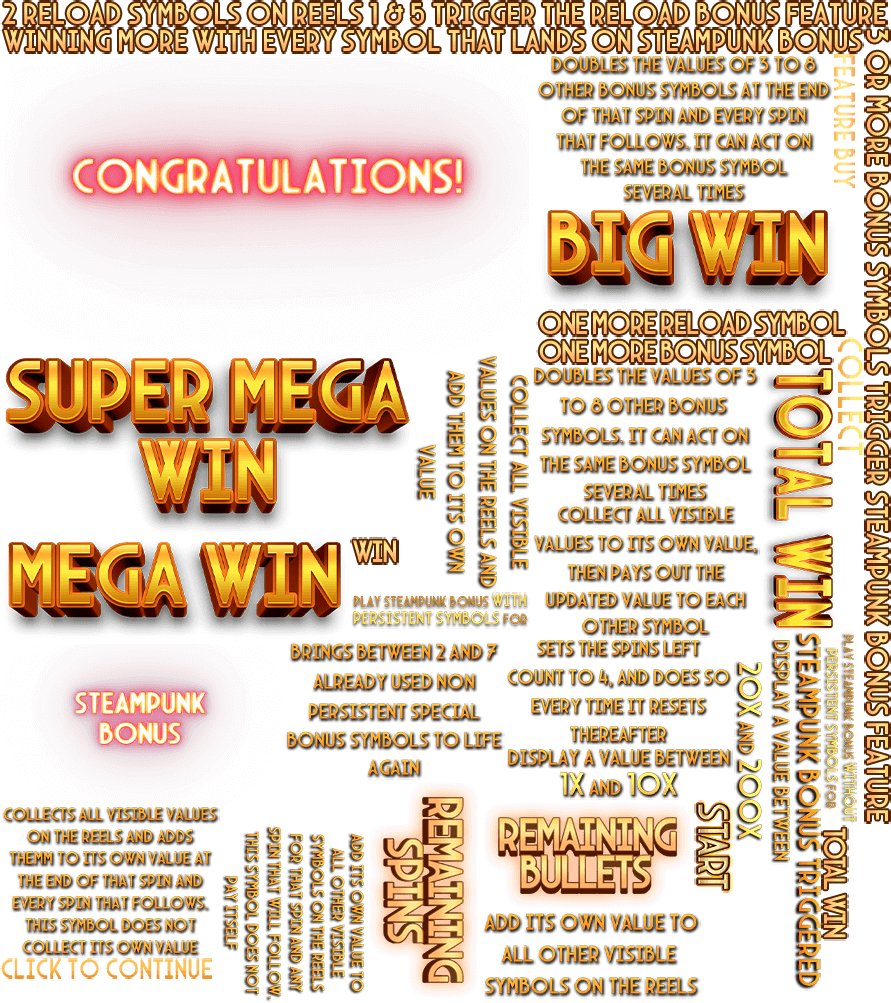 2 RELOAD SYMBOLS ON REELS 1 & 5 TRIGGER THE RELOAD BONUS FEATURE
WINNING MORE WITH EVERY SYMBOL THAT LANDS ON STEAMPUNK BONUS
3 OR MORE BONUS SYMBOLS TRIGGER STEAMPUNK BONUS FEATURE
DOUBLES THE VALUES OF 3 TO 8
OTHER BONUS SYMBOLS AT THE END
OF THAT SPIN AND EVERY SPIN
THAT FOLLOWS. IT CAN ACT ON
THE SAME BONUS SYMBOL
SEVERAL TIMES
FEATURE BUY
CONGRATULATIONS!
BIG WIN
ONE MORE RELOAD SYMBOL
ONE MORE BONUS SYMBOL
COLLECT
SUPER MEGA
WIN
MEGA WIN
WIN
COLLECT ALL VISIBLE
VALUES ON THE REELS AND
ADD THEM TO ITS OWN
VALUE
DOUBLES THE VALUES OF 3
TO 8 OTHER BONUS
SYMBOLS. IT CAN ACT ON
THE SAME BONUS SYMBOL
SEVERAL TIMES
COLLECT ALL VISIBLE
VALUES TO ITS OWN VALUE,
THEN PAYS OUT THE
UPDATED VALUE TO EACH
OTHER SYMBOL
TOTAL WIN
PLAY STEAMPUNK BONUS WITH
PERSISTENT SYMBOLS FOR
STEAMPUNK
BONUS
BRINGS BETWEEN 2 AND 7
ALREADY USED NON
PERSISTENT SPECIAL
BONUS SYMBOLS TO LIFE
AGAIN
SETS THE SPINS LEFT
COUNT TO 4, AND DOES SO
EVERY TIME IT RESETS
THEREAFTER
DISPLAY A VALUE BETWEEN
1X AND 10X
DISPLAY A VALUE BETWEEN
20X AND 200X
STEAMPUNK BONUS TRIGGERED
PLAY STEAMPUNK BONUS WITHOUT
PERSISTENT SYMBOLS FOR
TOTAL WIN
COLLECTS ALL VISIBLE VALUES
ON THE REELS AND ADDS
THEMM TO ITS OWN VALUE AT
THE END OF THAT SPIN AND
EVERY SPIN THAT FOLLOWS.
THIS SYMBOL DOES NOT
COLLECT ITS OWN VALUE
CLICK TO CONTINUE
ADD ITS OWN VALUE TO
ALL OTHER VISIBLE
SYMBOLS ON THE REELS
FOR THAT SPIN AND ANY
SPIN THAT WILL FOLLOW.
THIS SYMBOL DOES NOT
PAY ITSELF
REMAINING
SPINS
REMAINING
BULLETS
START
ADD ITS OWN VALUE TO
ALL OTHER VISIBLE
SYMBOLS ON THE REELS